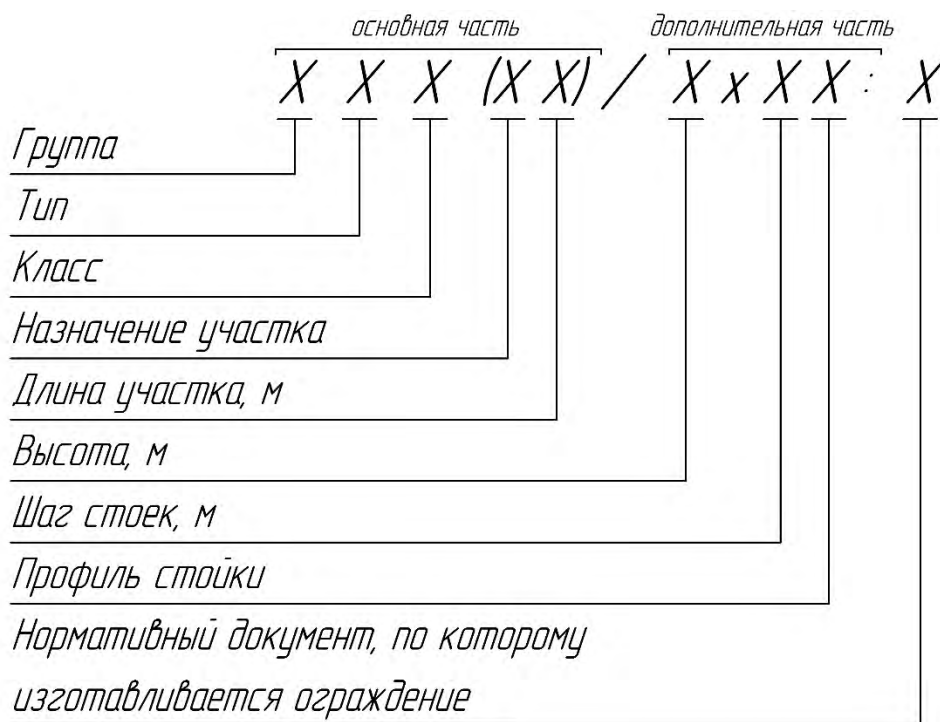 основная часть дополнительная часть
X X X (X X) / X x X X : X
Группа
Тип
Класс
Назначение участка
Длина участка, м
Высота, м
Шаг стоек, м
Профиль стойки
Нормативный документ, по которому
изготавливается ограждение